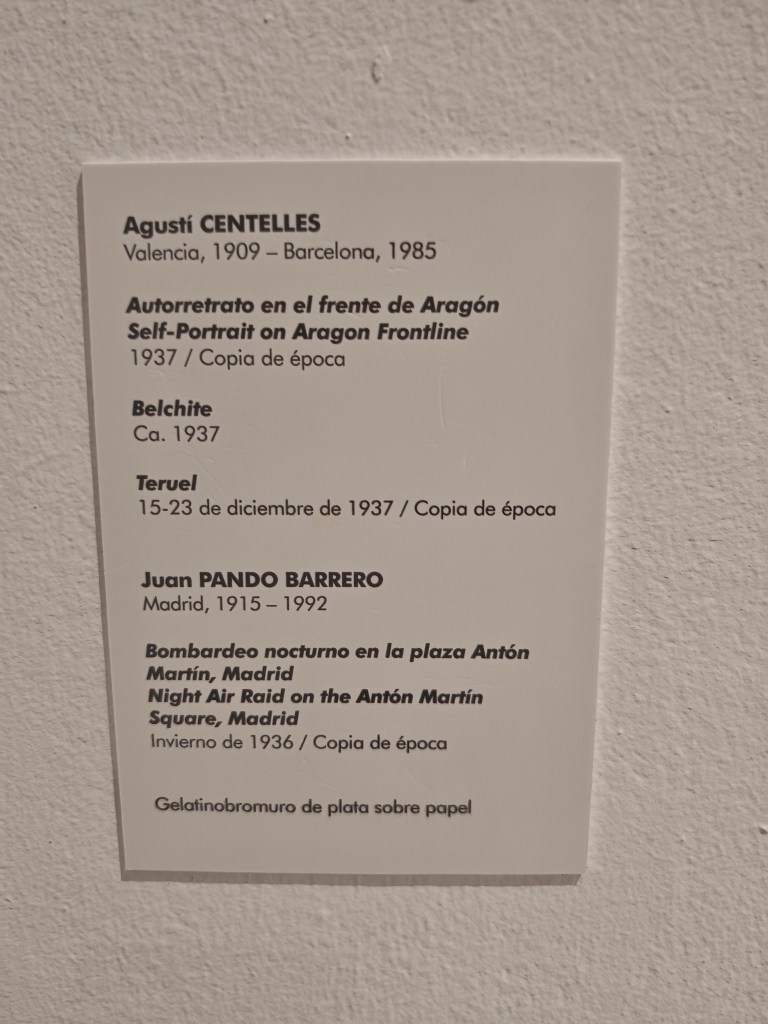 Agustí CENTELLES
Valencia, 1909 – Barcelona, 1985
Autorretrato en el frente de Aragón
Self-Portrait on Aragon Frontline
1937 / Copia de época
Belchite
Ca. 1937
Teruel
15-23 de diciembre de 1937 / Copia de época
Juan PANDO BARRERO
Madrid, 1915 – 1992
Bombardeo nocturno en la plaza Antón
Martín, Madrid
Night Air Raid on the Antón Martín
Square, Madrid
Invierno de 1936 / Copia de época
Gelatinobromuro de plata sobre papel